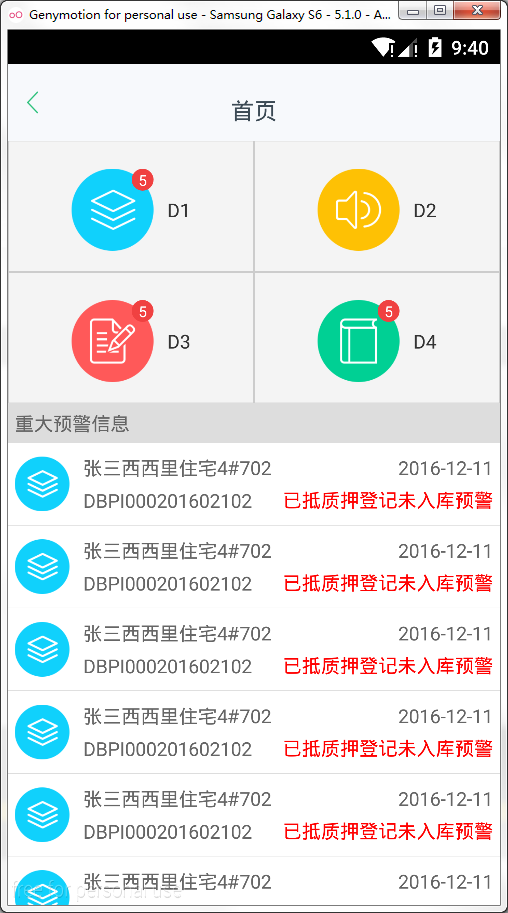 Genymotion for personal use - Samsung Galaxy S6 - 5.1.0 - A...
9:40
首页
5
D1
D2
5
D3
5
D4
重大预警信息
张三西西里住宅4#702 2016-12-11
DBPI000201602102 已抵质押登记未入库预警
张三西西里住宅4#702 2016-12-11
DBPI000201602102 已抵质押登记未入库预警
张三西西里住宅4#702 2016-12-11
DBPI000201602102 已抵质押登记未入库预警
张三西西里住宅4#702 2016-12-11
DBPI000201602102 已抵质押登记未入库预警
张三西西里住宅4#702 2016-12-11
DBPI000201602102 已抵质押登记未入库预警
张三西西里住宅4#702 2016-12-11
free for personal use